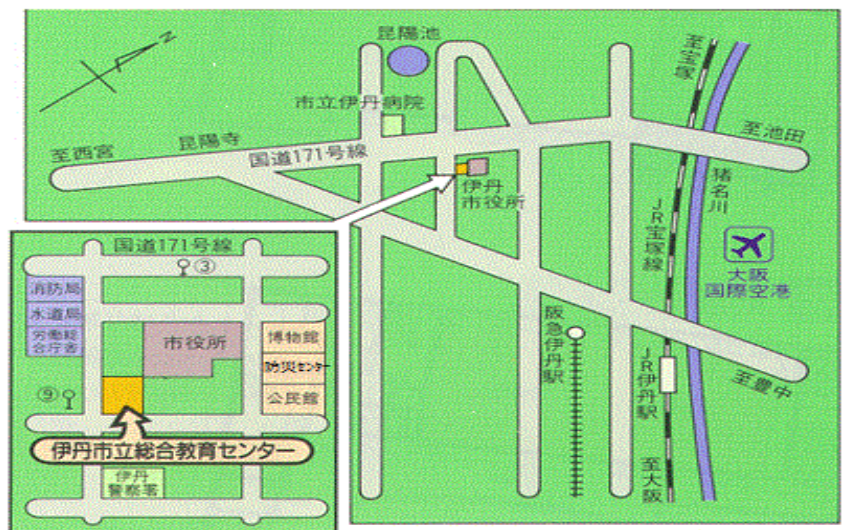 N
昆陽池
至宝塚
市立伊丹病院
至池田
昆陽寺
至西宮
国道171号線
伊丹
市役所
猪名川
JR宝塚線
大阪
国際空港
阪急伊丹駅
JR伊丹駅
至豊中
至大阪
国道171号線
③
消防局
水道局
労働総
合庁舎
市役所
博物館
防災センター
公民館
⑨
伊丹市立総合教育センター
伊丹
警察署